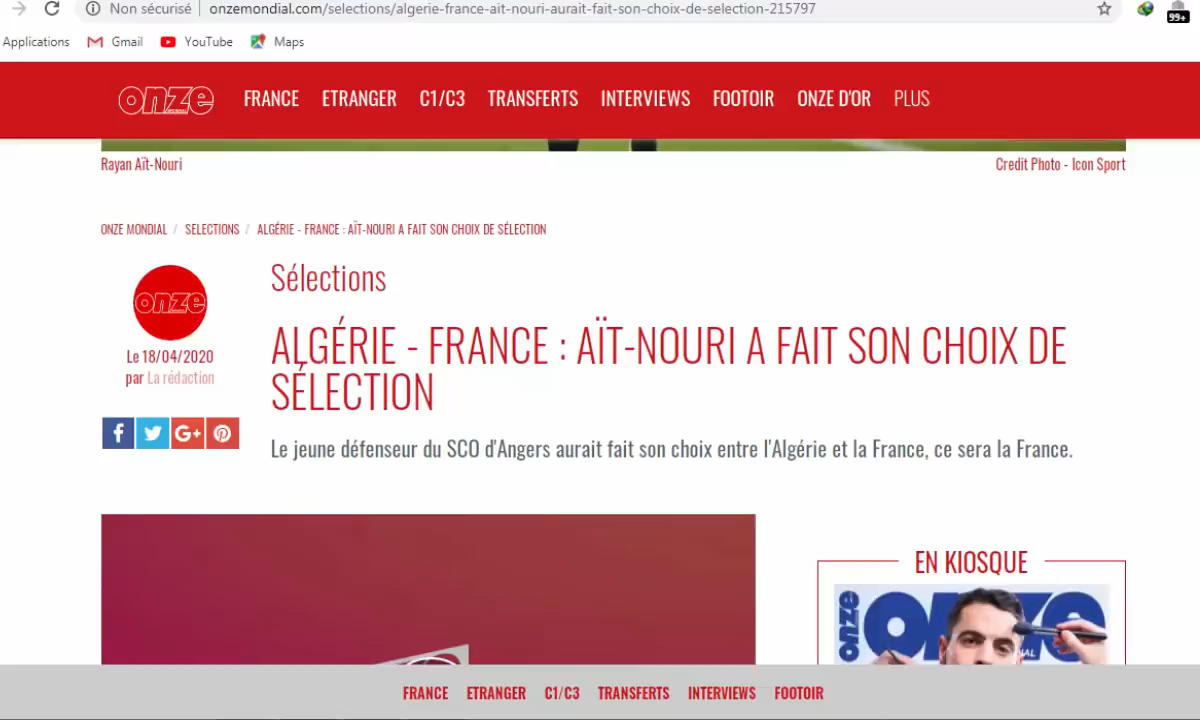 Non sécurisé | onzemondial.com/selections/algerie-france-ait-nouri-aurait-fait-son-choix-de-selection-215797
99+
Applications Gmail YouTube Maps
onze FRANCE ETRANGER C1/C3 TRANSFERTS INTERVIEWS FOOTOIR ONZE D'OR PLUS
Rayan Aït-Nouri Credit Photo - Icon Sport
ONZE MONDIAL / SELECTIONS / ALGÉRIE - FRANCE : AÏT-NOURI A FAIT SON CHOIX DE SÉLECTION
onze
Le 18/04/2020
par La rédaction
Sélections
ALGÉRIE - FRANCE : AÏT-NOURI A FAIT SON CHOIX DE
SÉLECTION
Le jeune défenseur du SCO d'Angers aurait fait son choix entre l'Algérie et la France, ce sera la France.
EN KIOSQUE
onze
ONZE
FRANCE ETRANGER C1/C3 TRANSFERTS INTERVIEWS FOOTOIR